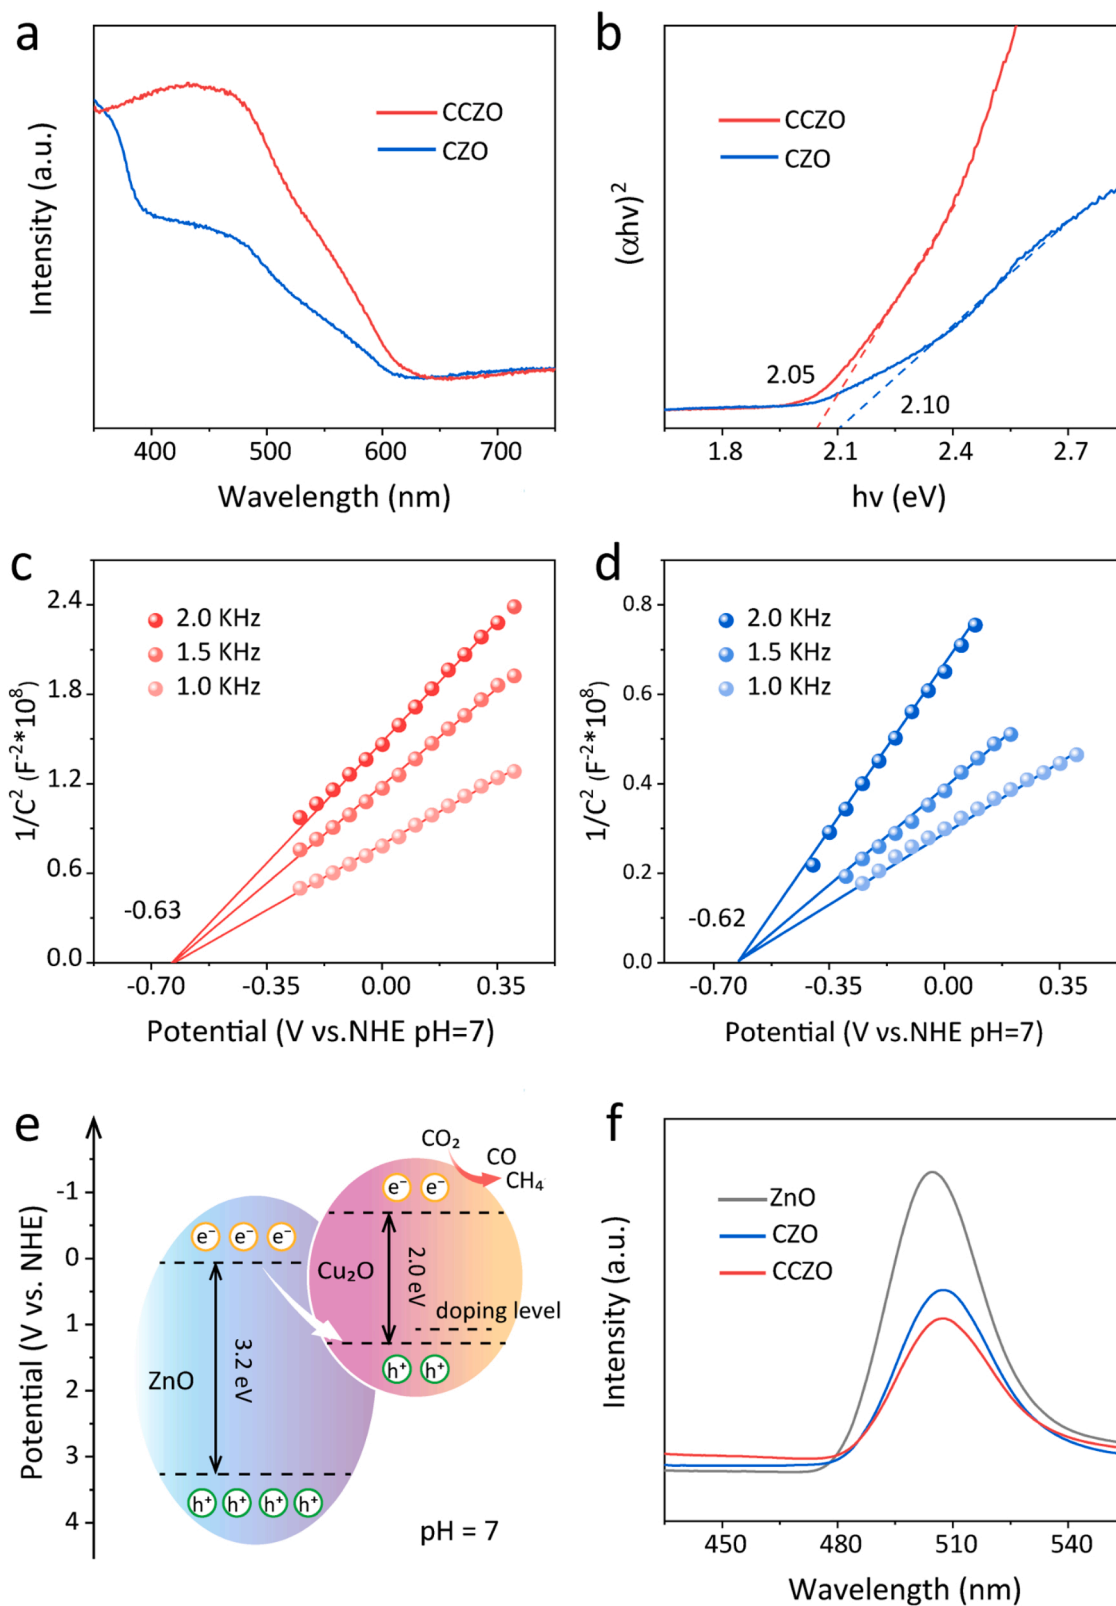 a
CCZO
CZO
Intensity (a.u.)
400 500 600 700
Wavelength (nm)
b
CCZO
CZO
(αhν)²
2.05
2.10
1.8 2.1 2.4 2.7
hν (eV)
c
2.0 KHz
1.5 KHz
1.0 KHz
2.4
1.8
1.2
0.6
0.0
1/C² (F⁻²*10⁸)
-0.63
-0.70 -0.35 0.00 0.35
Potential (V vs.NHE pH=7)
d
2.0 KHz
1.5 KHz
1.0 KHz
0.8
0.6
0.4
0.2
0.0
1/C² (F⁻²*10⁸)
-0.62
-0.70 -0.35 0.00 0.35
Potential (V vs.NHE pH=7)
e
Potential (V vs. NHE)
-1
0
1
2
3
4
CO₂
CO
CH₄
e⁻ e⁻
e⁻ e⁻ e⁻
Cu₂O
2.0 eV
doping level
h⁺ h⁺
ZnO
3.2 eV
h⁺ h⁺ h⁺ h⁺
pH = 7
f
ZnO
CZO
CCZO
Intensity (a.u.)
450 480 510 540
Wavelength (nm)